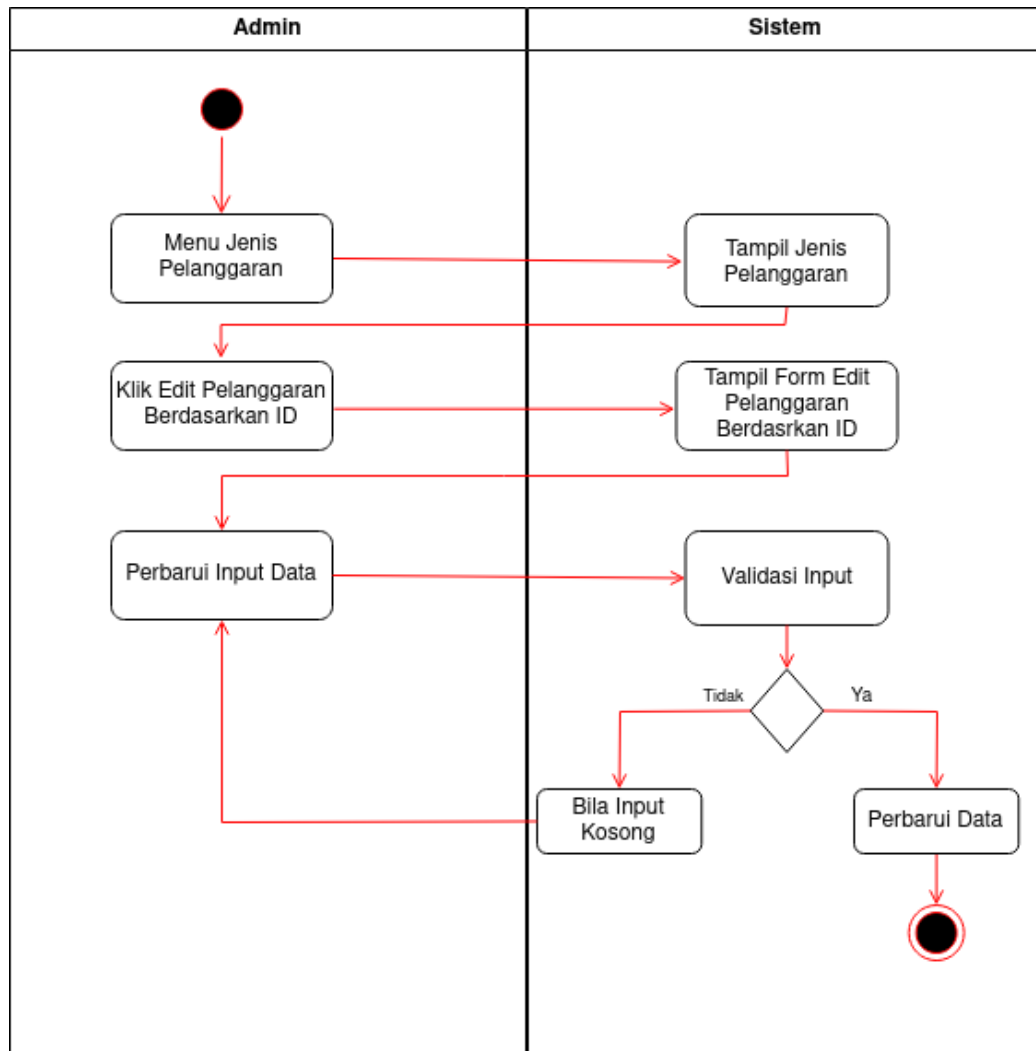 Admin
Sistem
Menu Jenis
Pelanggaran
Tampil Jenis
Pelanggaran
Klik Edit Pelanggaran
Berdasarkan ID
Tampil Form Edit
Pelanggaran
Berdasrkan ID
Perbarui Input Data
Validasi Input
Tidak
Ya
Bila Input
Kosong
Perbarui Data